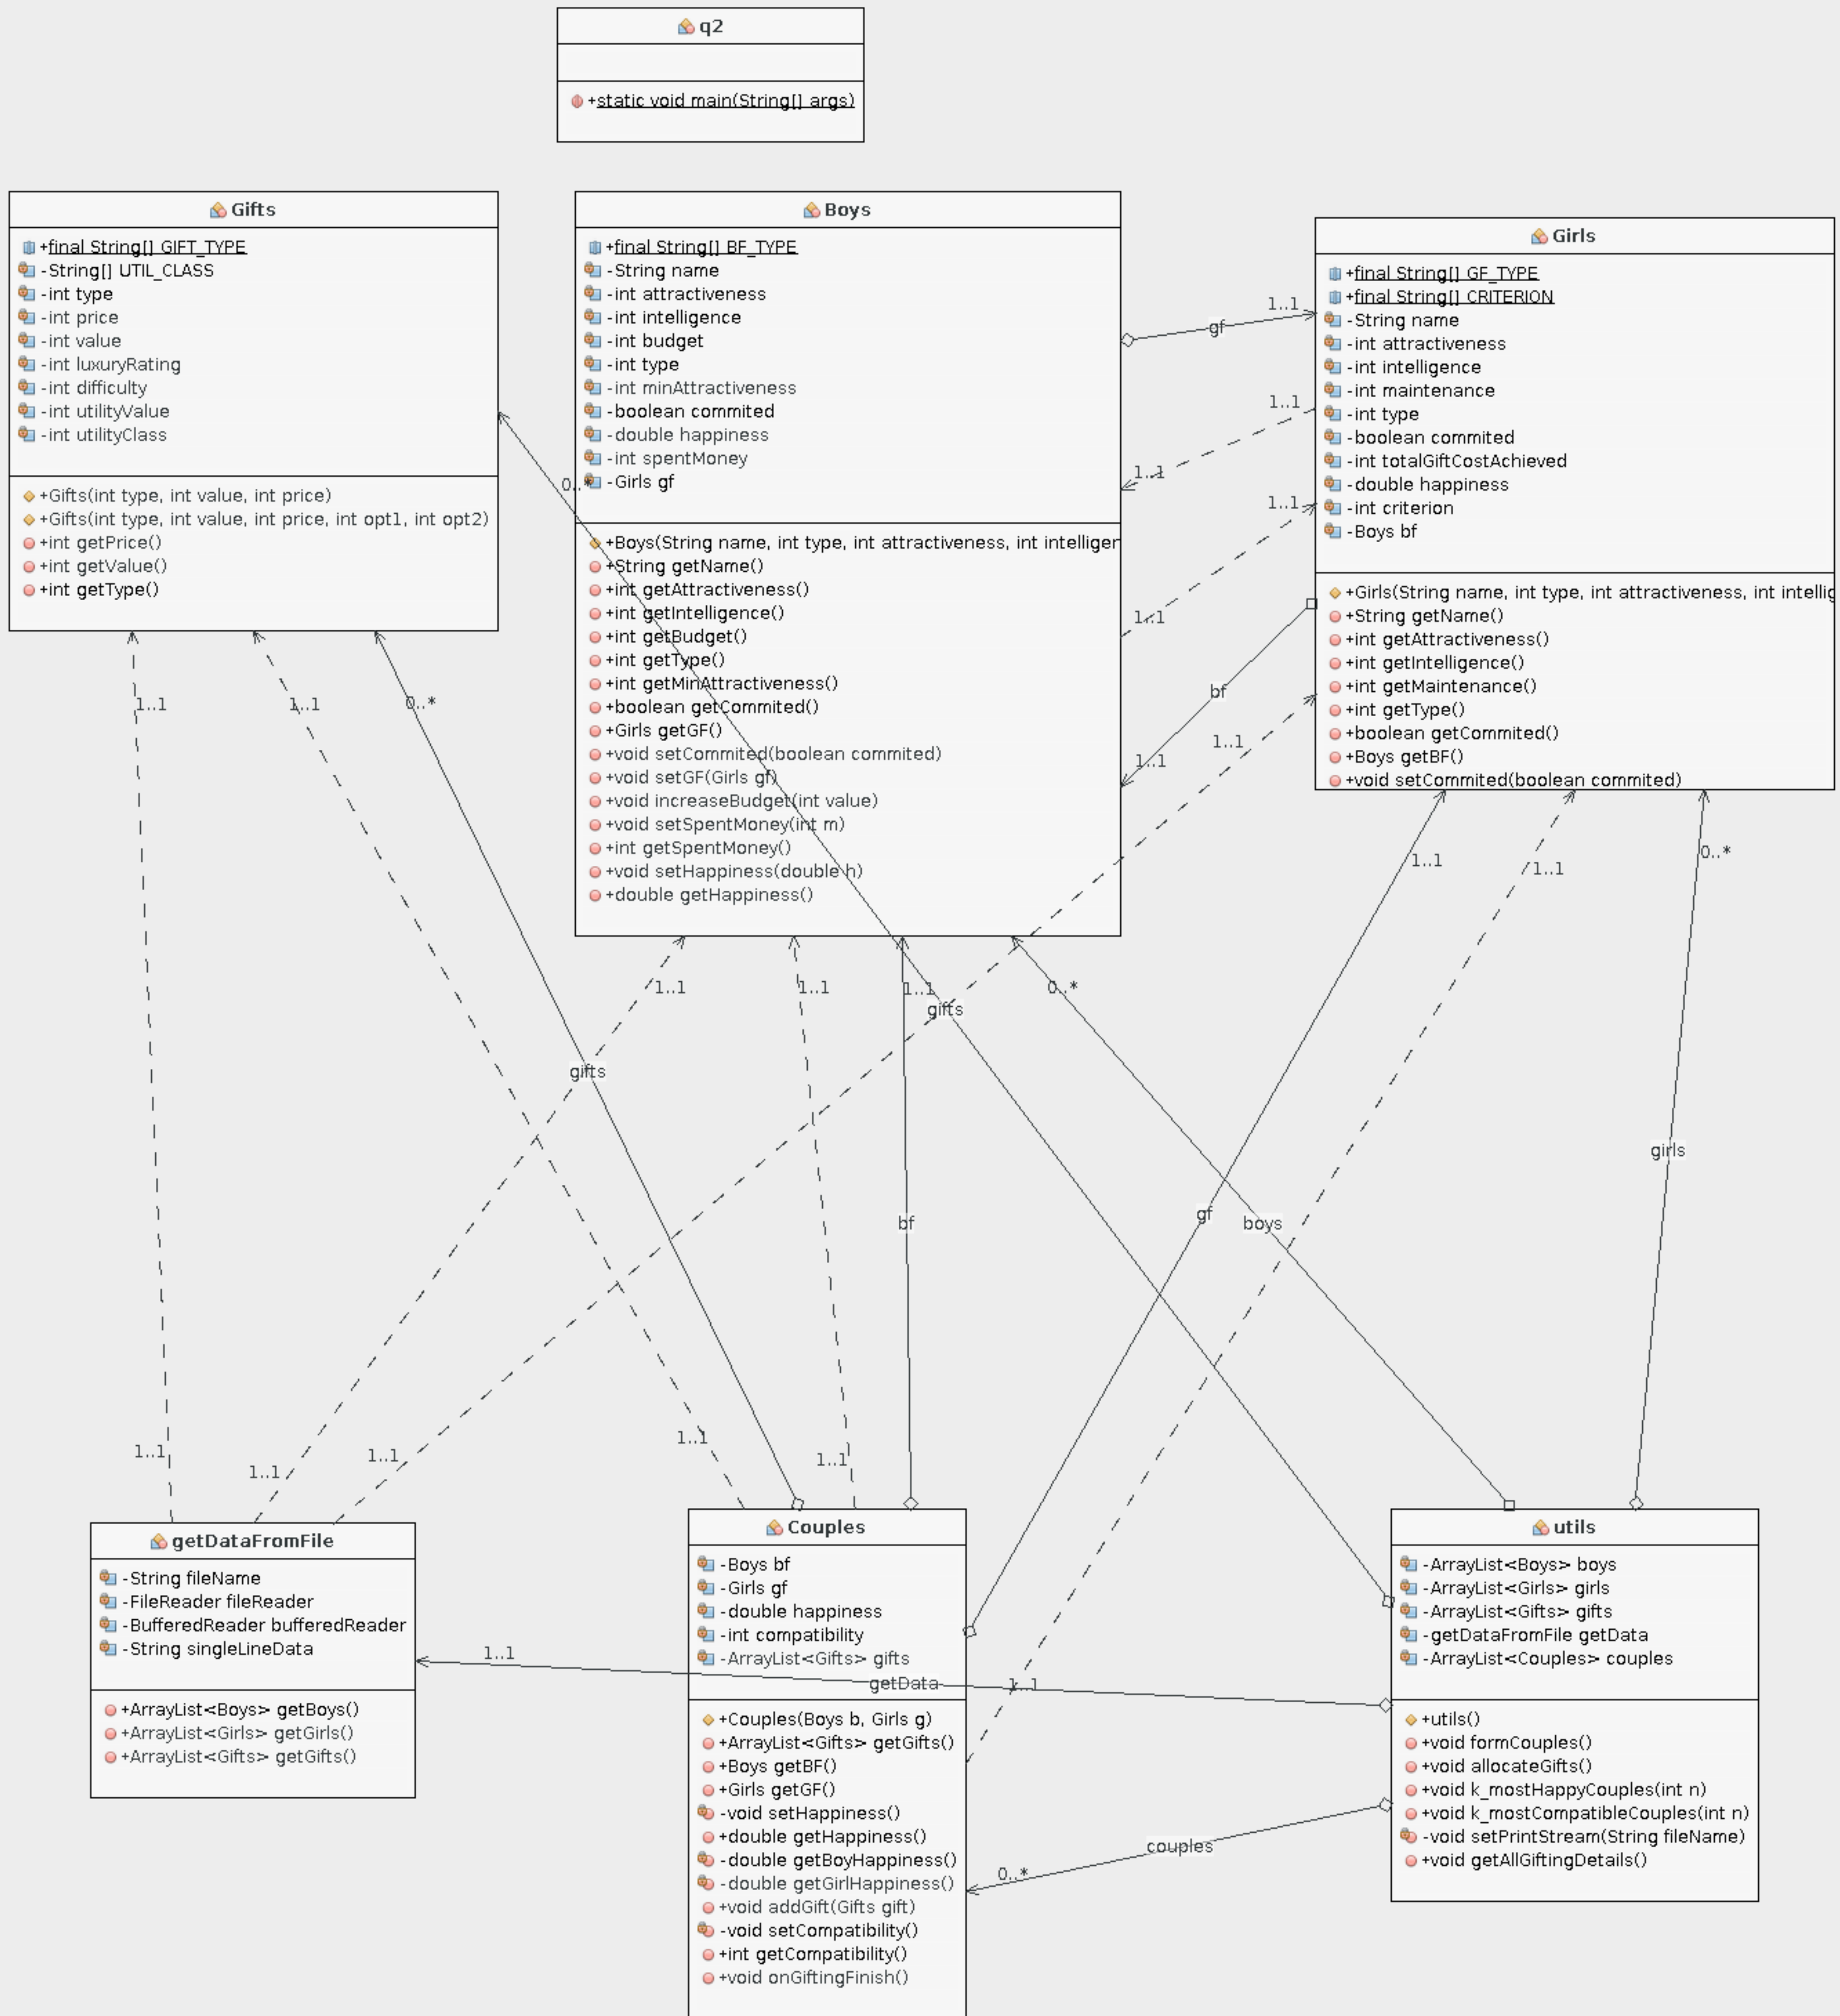 q2
+static void main(String[] args)
Gifts
+final String[] GIFT_TYPE
-String[] UTIL_CLASS
-int type
-int price
-int value
-int luxuryRating
-int difficulty
-int utilityValue
-int utilityClass
+Gifts(int type, int value, int price)
+Gifts(int type, int value, int price, int opt1, int opt2)
+int getPrice()
+int getValue()
+int getType()
Boys
+final String[] BF_TYPE
-String name
-int attractiveness
-int intelligence
-int budget
-int type
-int minAttractiveness
-boolean commited
-double happiness
-int spentMoney
-Girls gf
+Boys(String name, int type, int attractiveness, int intelliger
+String getName()
+int getAttractiveness()
+int getIntelligence()
+int getBudget()
+int getType()
+int getMinAttractiveness()
+boolean getCommited()
+Girls getGF()
+void setCommited(boolean commited)
+void setGF(Girls gf)
+void increaseBudget(int value)
+void setSpentMoney(int m)
+int getSpentMoney()
+void setHappiness(double h)
+double getHappiness()
Girls
+final String[] GF_TYPE
+final String[] CRITERION
-String name
-int attractiveness
-int intelligence
-int maintenance
-int type
-boolean commited
-int totalGiftCostAchieved
-double happiness
-int criterion
-Boys bf
+Girls(String name, int type, int attractiveness, int intellig
+String getName()
+int getAttractiveness()
+int getIntelligence()
+int getMaintenance()
+int getType()
+boolean getCommited()
+Boys getBF()
+void setCommited(boolean commited)
1..1
gf
1..1
1..1
0..*
1..1
1..1
bf
1..1
1..1
1..1
1..1
0..*
1..1
1..1
0..*
1..1
1..1
1..1
0..*
gifts
gifts
girls
bf
gf
boys
1..1
1..1
1..1
1..1
1..1
getDataFromFile
-String fileName
-FileReader fileReader
-BufferedReader bufferedReader
-String singleLineData
+ArrayList<Boys> getBoys()
+ArrayList<Girls> getGirls()
+ArrayList<Gifts> getGifts()
Couples
-Boys bf
-Girls gf
-double happiness
-int compatibility
-ArrayList<Gifts> gifts
+Couples(Boys b, Girls g)
+ArrayList<Gifts> getGifts()
+Boys getBF()
+Girls getGF()
-void setHappiness()
+double getHappiness()
-double getBoyHappiness()
-double getGirlHappiness()
+void addGift(Gifts gift)
-void setCompatibility()
+int getCompatibility()
+void onGiftingFinish()
utils
-ArrayList<Boys> boys
-ArrayList<Girls> girls
-ArrayList<Gifts> gifts
-getDataFromFile getData
-ArrayList<Couples> couples
+utils()
+void formCouples()
+void allocateGifts()
+void k_mostHappyCouples(int n)
+void k_mostCompatibleCouples(int n)
-void setPrintStream(String fileName)
+void getAllGiftingDetails()
1..1
getData
1..1
couples
0..*